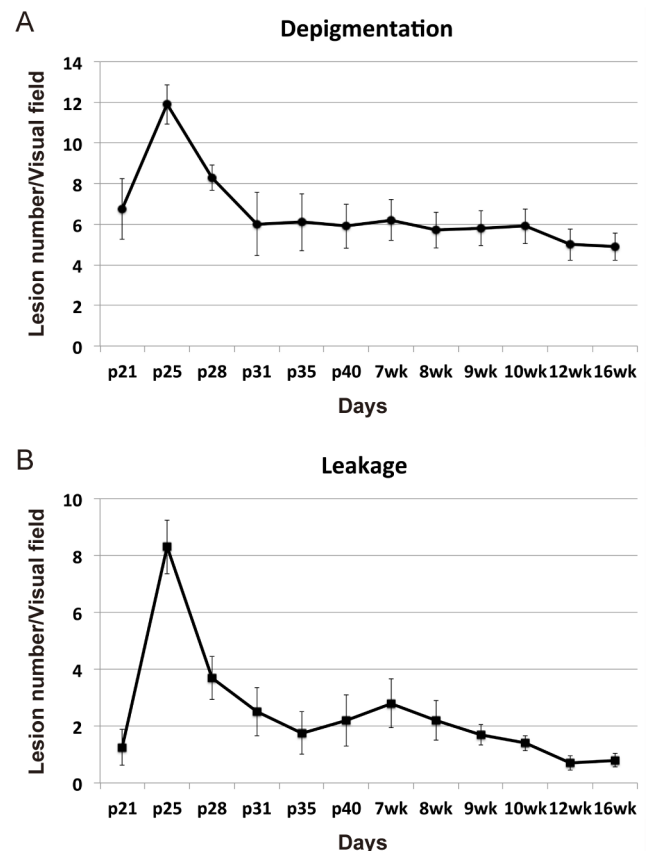 A
Depigmentation
Lesion number/Visual field
14
12
10
8
6
4
2
0
p21 p25 p28 p31 p35 p40 7wk 8wk 9wk 10wk 12wk 16wk
Days
B
Leakage
Lesion number/Visual field
10
8
6
4
2
0
p21 p25 p28 p31 p35 p40 7wk 8wk 9wk 10wk 12wk 16wk
Days